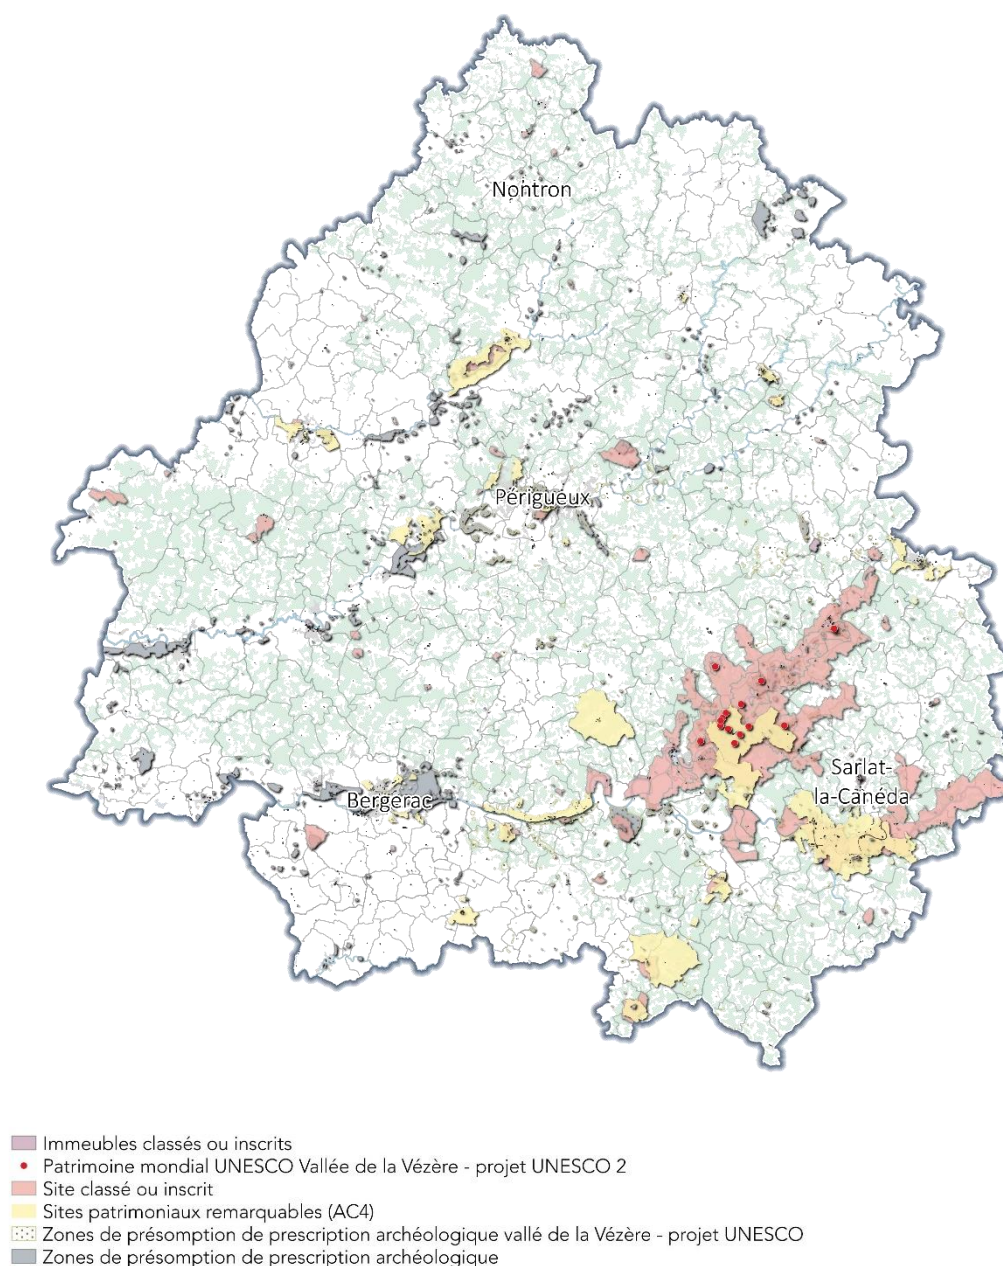 Nontron
Périgueux
Sarlat-
la-Canéda
Bergerac
Immeubles classés ou inscrits
Patrimoine mondial UNESCO Vallée de la Vézère - projet UNESCO 2
Site classé ou inscrit
Sites patrimoniaux remarquables (AC4)
Zones de présomption de prescription archéologique vallé de la Vézère - projet UNESCO
Zones de présomption de prescription archéologique